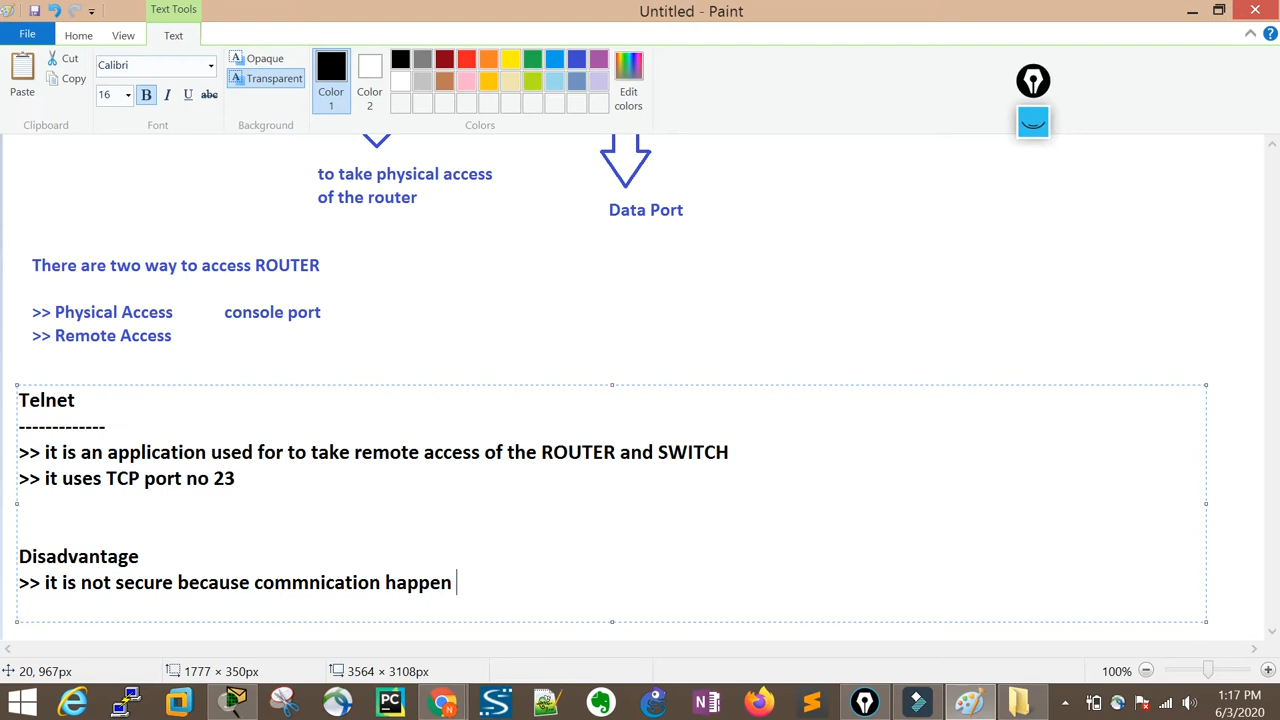 Text Tools
Untitled - Paint
File
Home
View
Text
Paste
Cut
Copy
Clipboard
Calibri
16
B
I
U
abc
Font
A
Opaque
A
Transparent
Background
Color
1
Color
2
Edit
colors
Colors
to take physical access
of the router
Data Port
There are two way to access ROUTER
>> Physical Access console port
>> Remote Access
Telnet
-------------
>> it is an application used for to take remote access of the ROUTER and SWITCH
>> it uses TCP port no 23
Disadvantage
>> it is not secure because commnication happen
20, 967px
1777 × 350px
3564 × 3108px
100%
PC
N
S
N
1:17 PM
6/3/2020